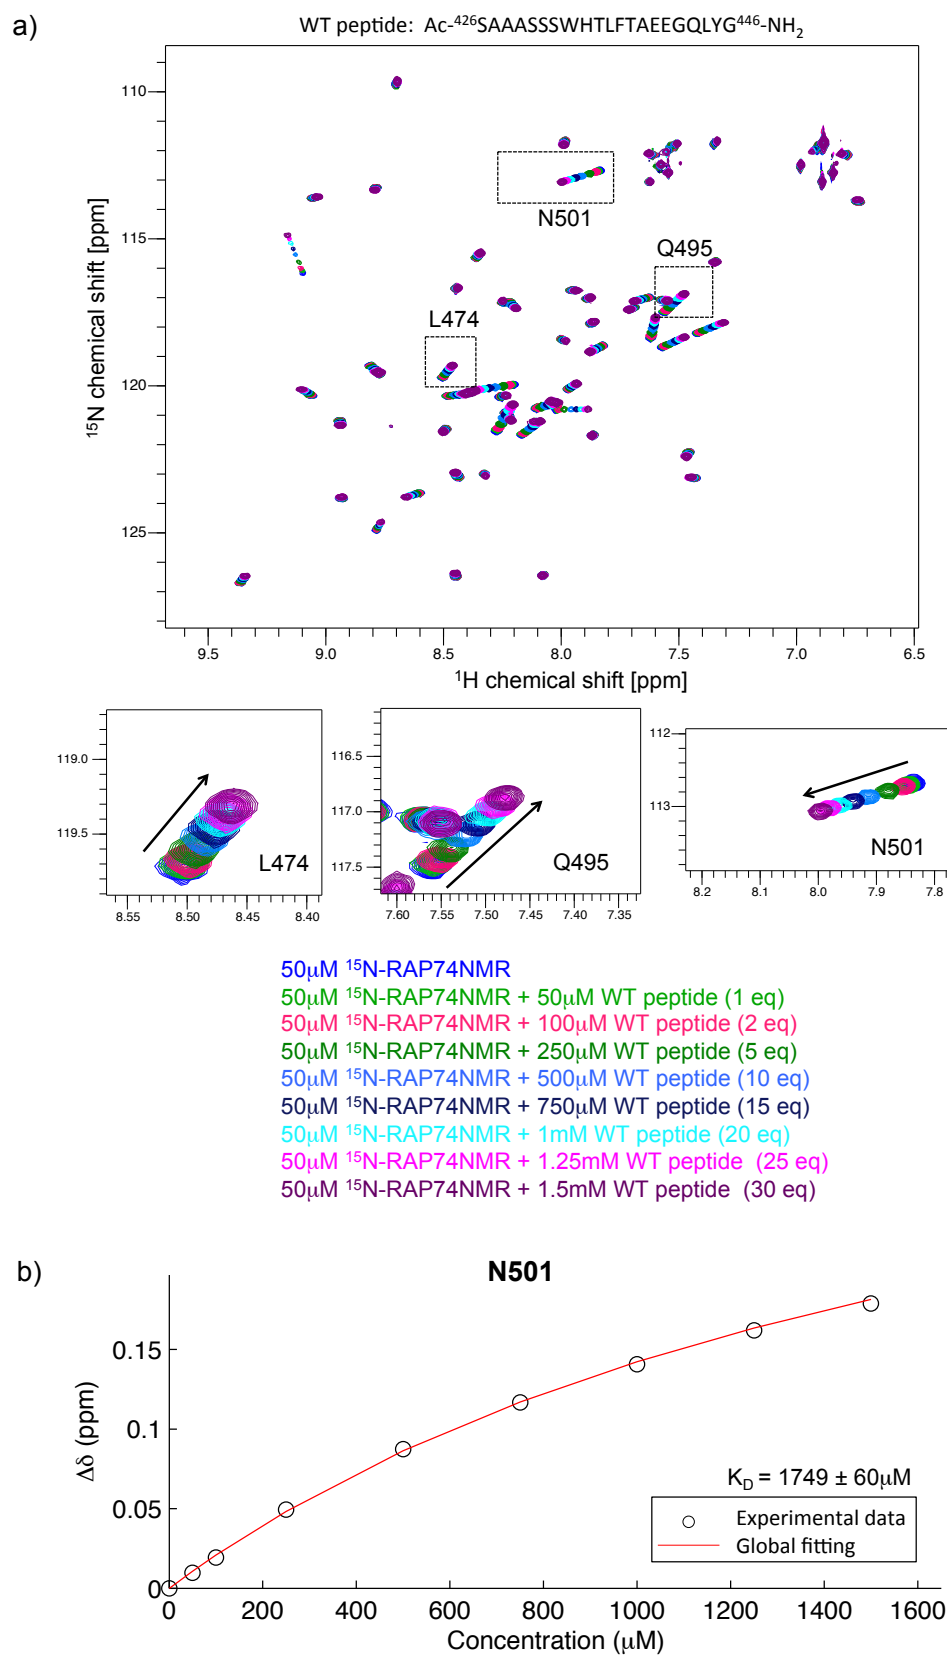 a)
WT peptide: Ac-⁴²⁶SAAASSSWHTLFTAEEGQLYG⁴⁴⁶-NH₂
110
N501
115
Q495
L474
120
125
¹⁵N chemical shift [ppm]
9.5 9.0 8.5 8.0 7.5 7.0 6.5
¹H chemical shift [ppm]
119.0
119.5
L474
8.55 8.50 8.45 8.40
116.5
117.0
117.5
Q495
7.60 7.55 7.50 7.45 7.40 7.35
112
113
N501
8.2 8.1 8.0 7.9 7.8
50μM ¹⁵N-RAP74NMR
50μM ¹⁵N-RAP74NMR + 50μM WT peptide (1 eq)
50μM ¹⁵N-RAP74NMR + 100μM WT peptide (2 eq)
50μM ¹⁵N-RAP74NMR + 250μM WT peptide (5 eq)
50μM ¹⁵N-RAP74NMR + 500μM WT peptide (10 eq)
50μM ¹⁵N-RAP74NMR + 750μM WT peptide (15 eq)
50μM ¹⁵N-RAP74NMR + 1mM WT peptide (20 eq)
50μM ¹⁵N-RAP74NMR + 1.25mM WT peptide (25 eq)
50μM ¹⁵N-RAP74NMR + 1.5mM WT peptide (30 eq)
b)
N501
0.15
0.1
0.05
0
Δδ (ppm)
K_D = 1749 ± 60μM
Experimental data
Global fitting
0 200 400 600 800 1000 1200 1400 1600
Concentration (μM)